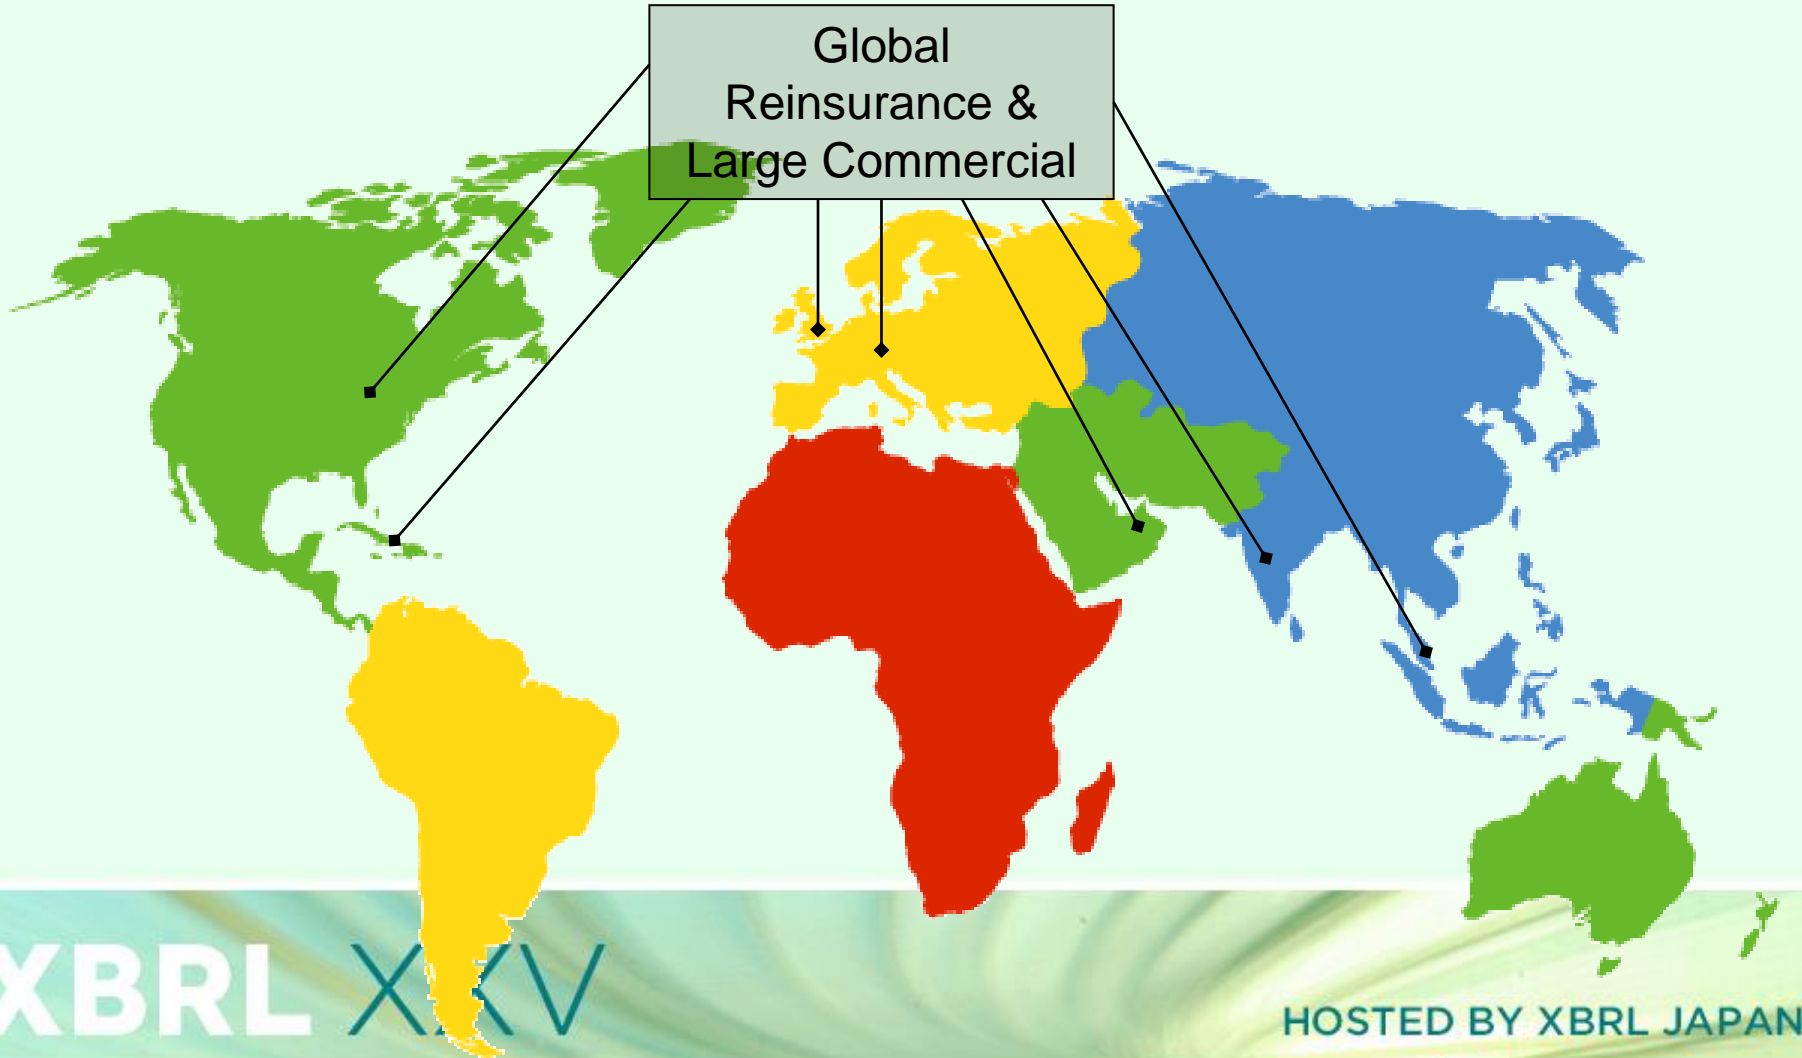 Global
Reinsurance &
Large Commercial
XBRL XXV
HOSTED BY XBRL JAPAN